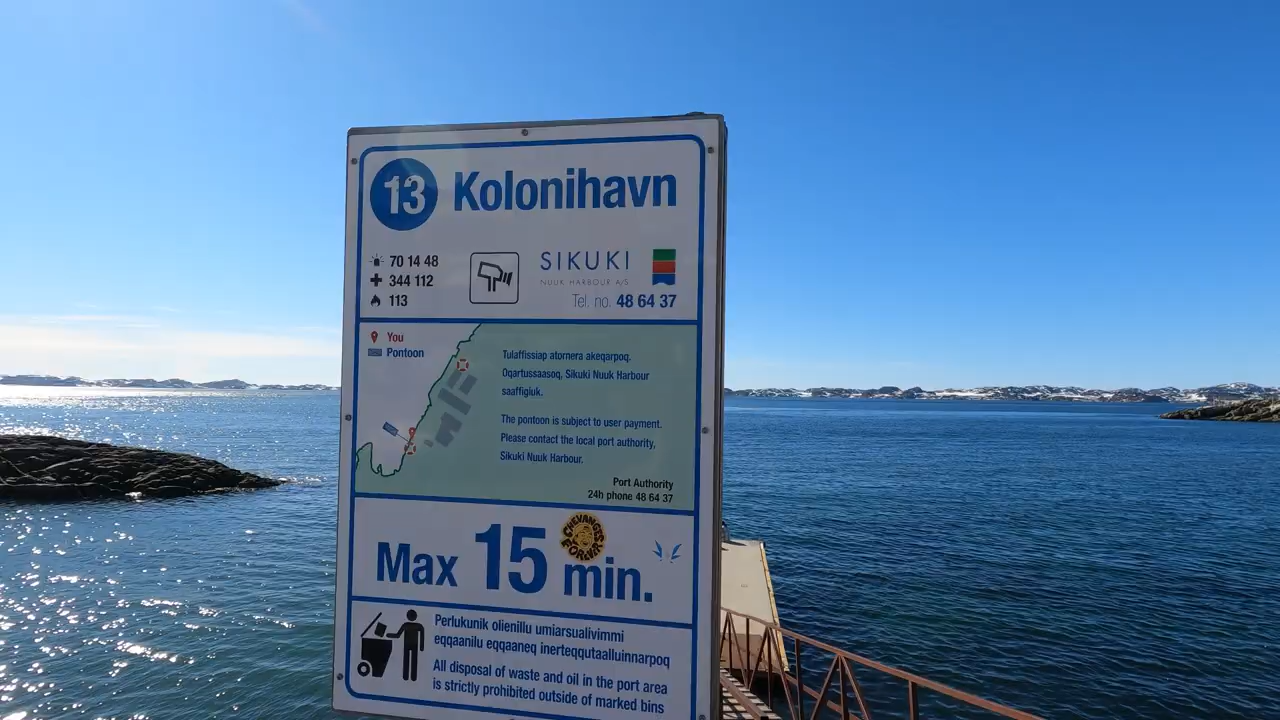 13 Kolonihavn
70 14 48
344 112
113
SIKUKI
NUUK HARBOUR A/S
Tel. no. 48 64 37
You
Pontoon
Tulaffissiap atornera akeqarpoq.
Oqartussaasoq, Sikuki Nuuk Harbour
saaffigiuk.
The pontoon is subject to user payment.
Please contact the local port authority,
Sikuki Nuuk Harbour.
Port Authority
24h phone 48 64 37
Max 15 min.
Perlukunik olienillu umiarsualivimmi
eqqaanilu eqqaaneq inerteqqutaalluinnarpoq
All disposal of waste and oil in the port area
is strictly prohibited outside of marked bins